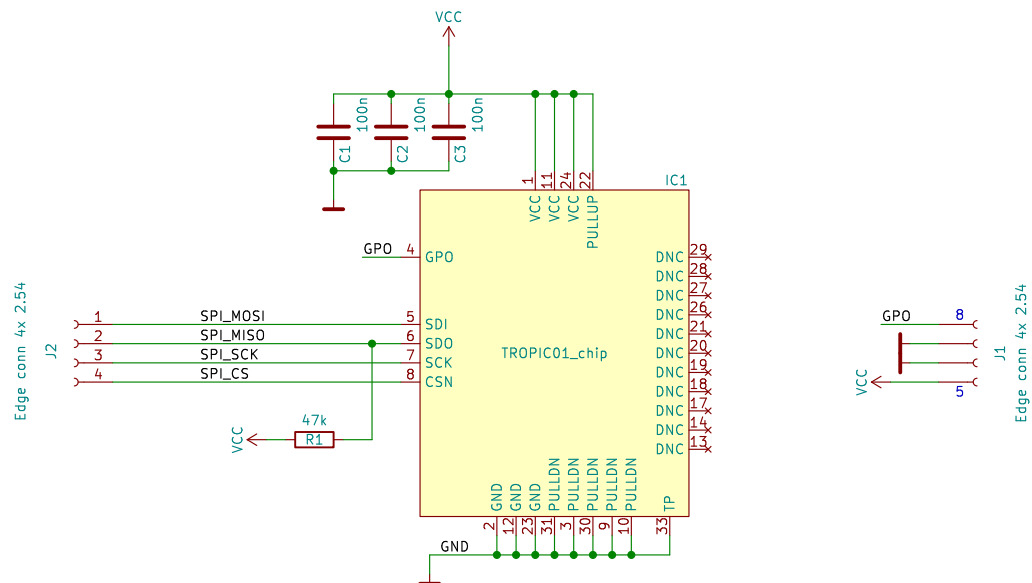 VCC
100n
100n
100n
C1
C2
C3
IC1
1
11
24
22
VCC
VCC
VCC
PULLUP
GPO
4
GPO
DNC
29
DNC
28
DNC
27
DNC
26
DNC
21
DNC
20
DNC
19
DNC
18
DNC
17
DNC
14
DNC
13
Edge conn 4x 2.54
J2
1
SPI_MOSI
5
SDI
2
SPI_MISO
6
SDO
3
SPI_SCK
7
SCK
4
SPI_CS
8
CSN
TROPIC01_chip
VCC
47k
R1
GPO
8
VCC
5
J1
Edge conn 4x 2.54
GND
GND
GND
PULLDN
PULLDN
PULLDN
PULLDN
PULLDN
TP
2
12
23
31
3
30
9
10
33
GND